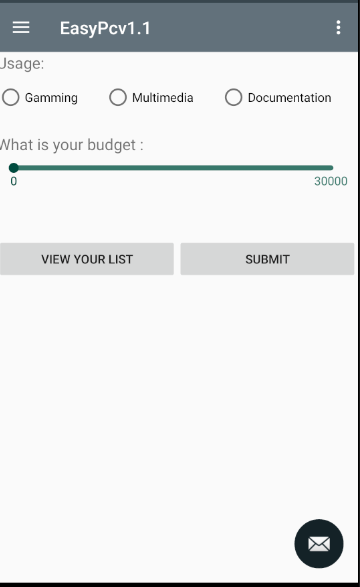 EasyPcv1.1
Usage:
Gamming Multimedia Documentation
What is your budget :
0 30000
VIEW YOUR LIST SUBMIT